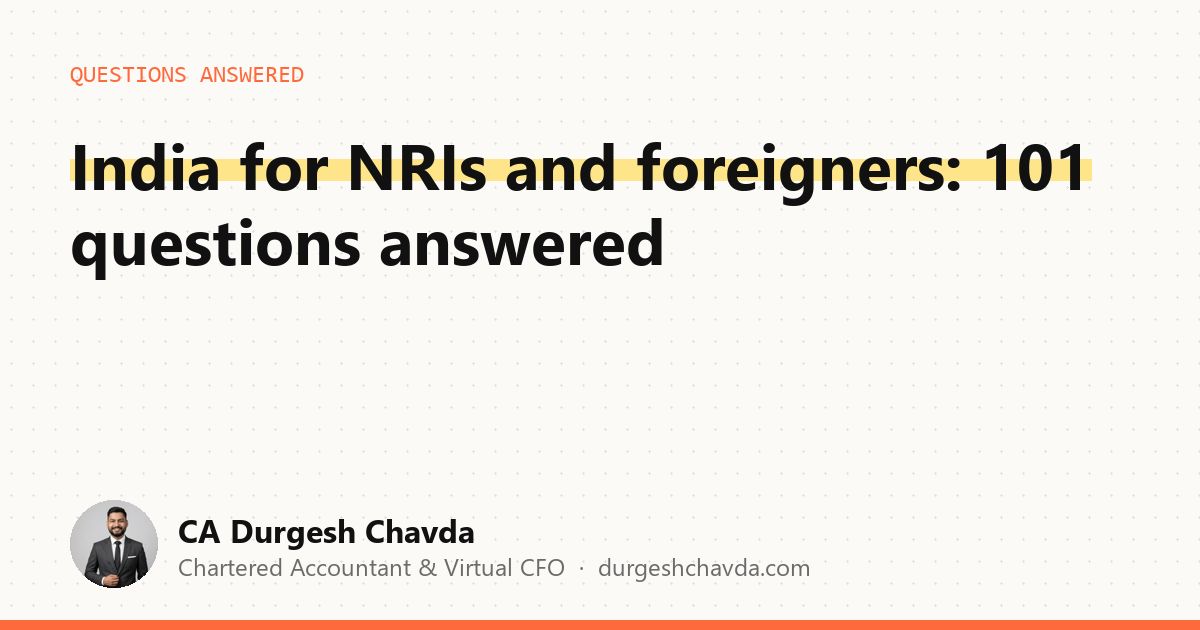 QUESTIONS ANSWERED
India for NRIs and foreigners: 101
questions answered
CA Durgesh Chavda
Chartered Accountant & Virtual CFO · durgeshchavda.com